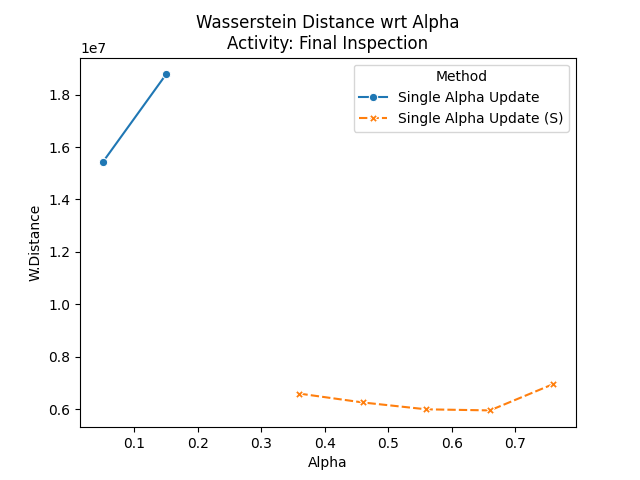 Wasserstein Distance wrt Alpha
Activity: Final Inspection
1e7
Method
Single Alpha Update
Single Alpha Update (S)
1.8
1.6
1.4
1.2
1.0
0.8
0.6
W.Distance
0.1 0.2 0.3 0.4 0.5 0.6 0.7
Alpha